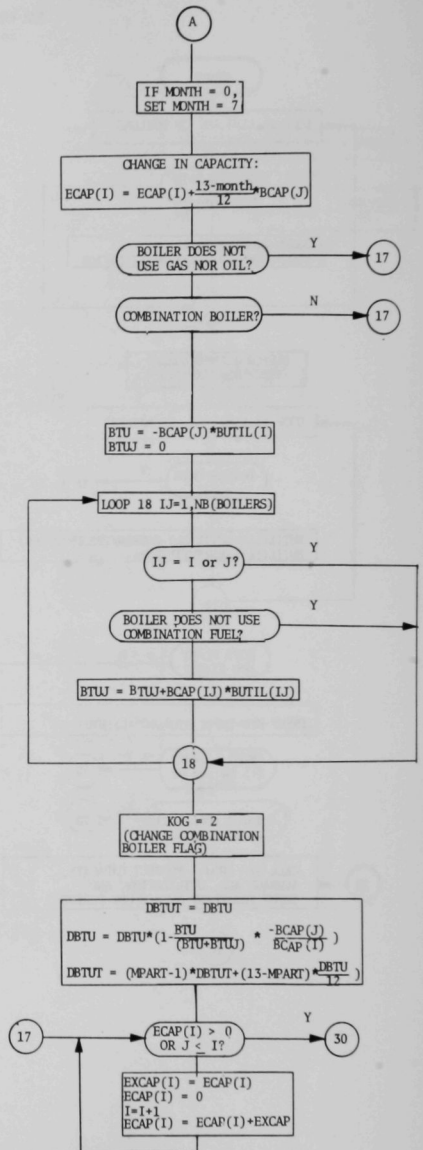 A
IF MONTH = 0,
SET MONTH = 7
CHANGE IN CAPACITY:
ECAP(I) = ECAP(I)+13-month/12*BCAP(J)
BOILER DOES NOT
USE GAS NOR OIL?
Y
17
COMBINATION BOILER?
N
17
BTU = -BCAP(J)*BUTIL(I)
BTUJ = 0
LOOP 18 IJ=1,NB(BOILERS)
IJ = I or J?
Y
BOILER DOES NOT USE
COMBINATION FUEL?
Y
BTUJ = BTUJ+BCAP(IJ)*BUTIL(IJ)
18
KOG = 2
(CHANGE COMBINATION
BOILER FLAG)
DBTUT = DBTU
DBTU = DBTU*(1-BTU/(BTU+BTUJ) * -BCAP(J)/BCAP(I) )
DBTUT = (MPART-1)*DBTUT+(13-MPART)*DBTU/12 )
17
ECAP(I) > 0
OR J < I?
Y
30
EXCAP(I) = ECAP(I)
ECAP(I) = 0
I=I+1
ECAP(I) = ECAP(I)+EXCAP